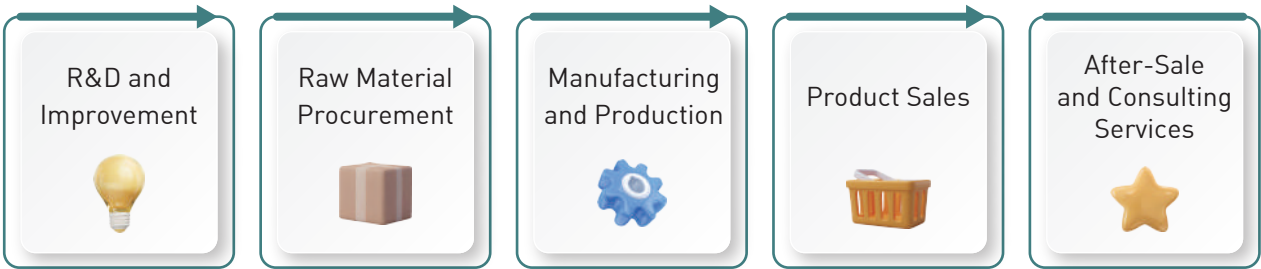 R&D and
Improvement
Raw Material
Procurement
Manufacturing
and Production
Product Sales
After-Sale
and Consulting
Services